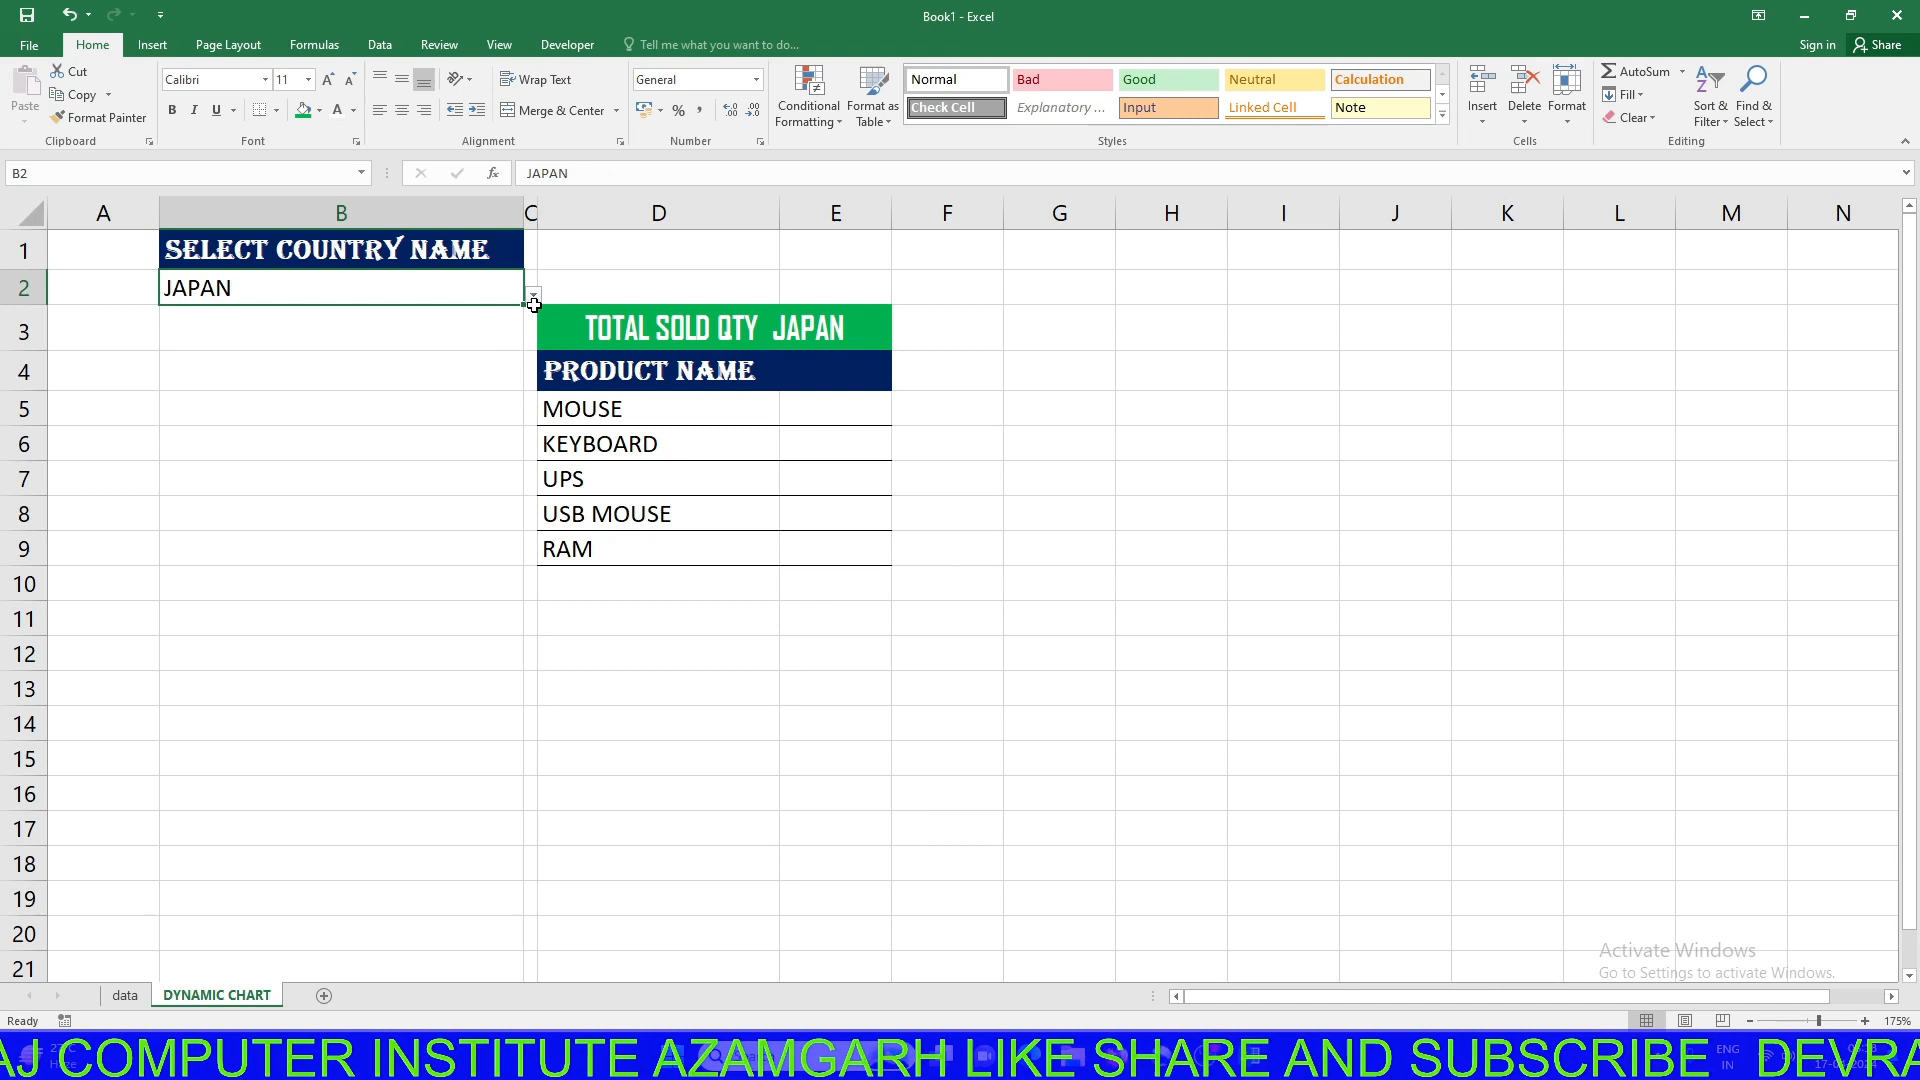 Book1 - Excel
File Home Insert Page Layout Formulas Data Review View Developer Tell me what you want to do... Sign in Share
Paste Cut Copy Format Painter Clipboard
Calibri 11 B I U A Font
Wrap Text Merge & Center Alignment
General % Number
Conditional Formatting Format as Table
Normal Bad Good Neutral Calculation
Check Cell Explanatory ... Input Linked Cell Note
Styles
Insert Delete Format Cells
AutoSum Fill Clear Sort & Filter Find & Select Editing
B2 fx JAPAN
A B C D E F G H I J K L M N
1 SELECT COUNTRY NAME
2 JAPAN
3 TOTAL SOLD QTY JAPAN
4 PRODUCT NAME
5 MOUSE
6 KEYBOARD
7 UPS
8 USB MOUSE
9 RAM
10
11
12
13
14
15
16
17
18
19
20
21
Activate Windows
Go to Settings to activate Windows.
data DYNAMIC CHART
Ready 175%
AJ COMPUTER INSTITUTE AZAMGARH LIKE SHARE AND SUBSCRIBE DEVRA
ENG
IN